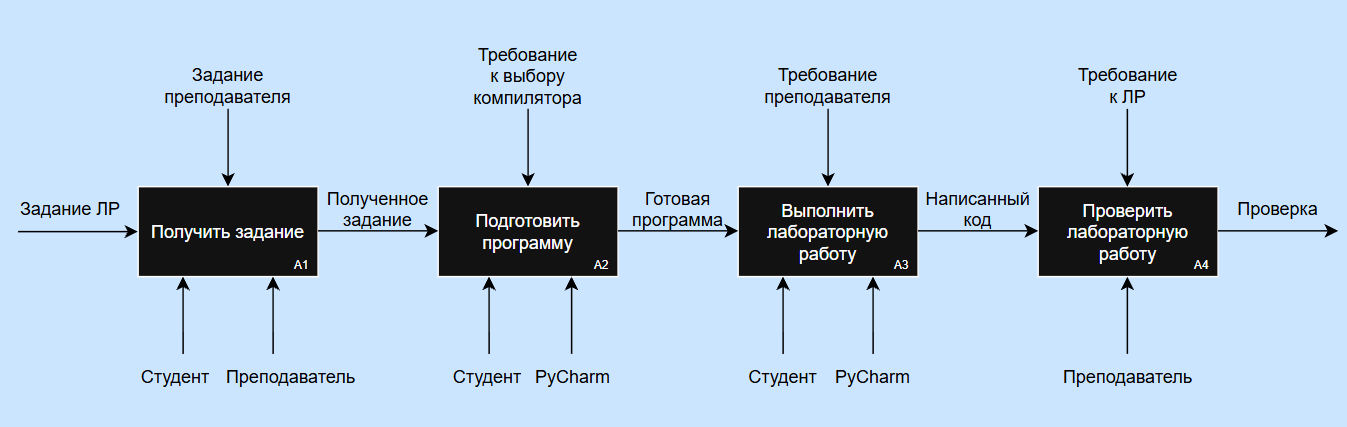 Задание
преподавателя
Требование
к выбору
компилятора
Требование
преподавателя
Требование
к ЛР
Задание ЛР
Получить задание
A1
Полученное
задание
Подготовить
программу
A2
Готовая
программа
Выполнить
лабораторную
работу
A3
Написанный
код
Проверить
лабораторную
работу
A4
Проверка
Студент
Преподаватель
Студент
PyCharm
Студент
PyCharm
Преподаватель